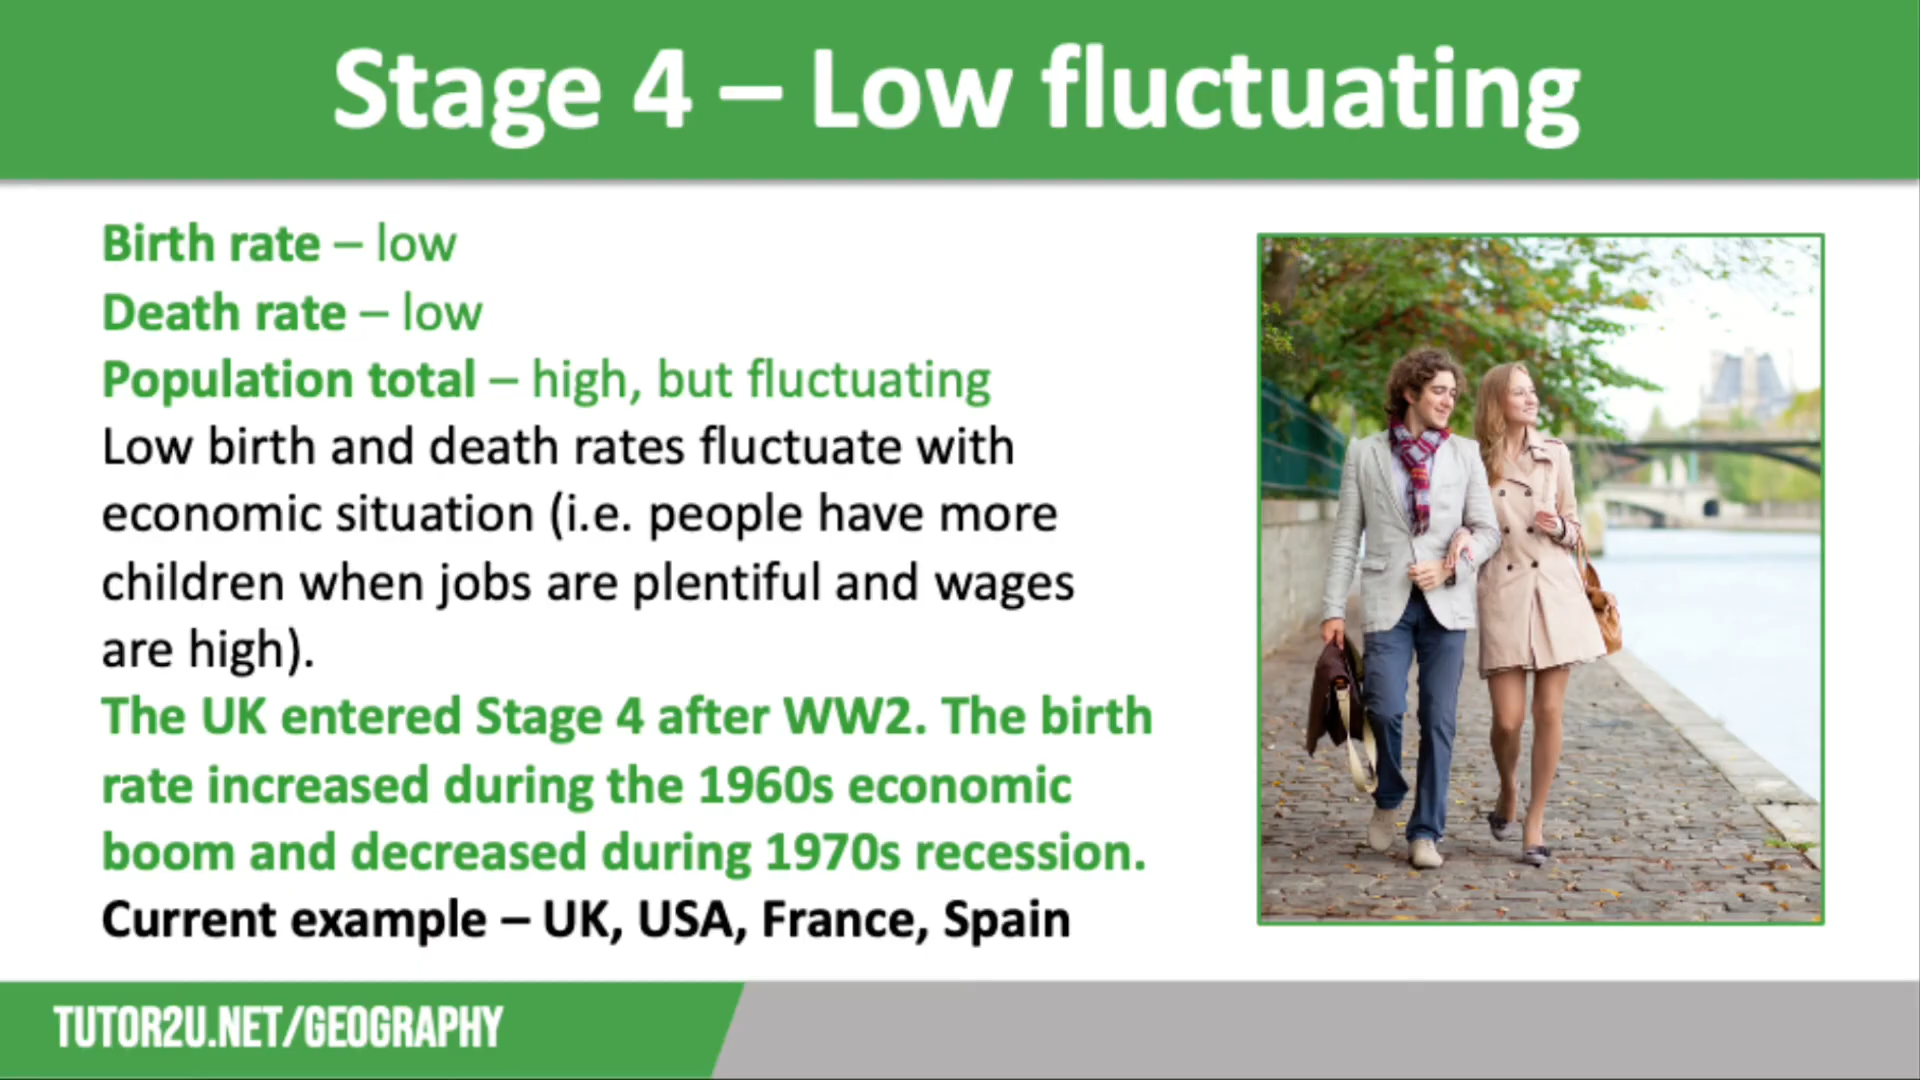 Stage 4 – Low fluctuating
Birth rate – low
Death rate – low
Population total – high, but fluctuating
Low birth and death rates fluctuate with
economic situation (i.e. people have more
children when jobs are plentiful and wages
are high).
The UK entered Stage 4 after WW2. The birth
rate increased during the 1960s economic
boom and decreased during 1970s recession.
Current example – UK, USA, France, Spain
TUTOR2U.NET/GEOGRAPHY